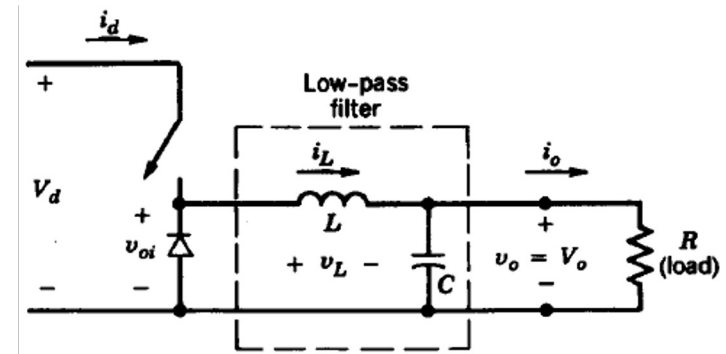 i_d
+
V_d
−
Low-pass
filter
i_L
L
+ v_L −
C
+
v_oi
−
i_o
+
v_o = V_o
−
R
(load)